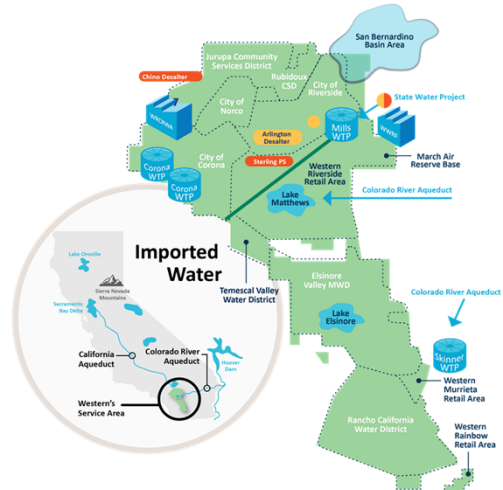 San Bernardino
Basin Area
Jurupa Community
Services District
Rubidoux
CSD
City of
Riverside
Chino Desalter
State Water Project
City of
Norco
WRCRWA
Arlington
Desalter
Mills
WTP
WWRF
City of
Corona
Sterling PS
March Air
Reserve Base
Corona
WTP
Corona
WTP
Western
Riverside
Retail Area
Colorado River Aqueduct
Lake
Matthews
Imported
Water
Temescal Valley
Water District
Elsinore
Valley MWD
Lake Oroville
Sierra Nevada
Mountains
Sacramento
Bay Delta
Colorado River Aqueduct
Lake
Elsinore
California
Aqueduct
Colorado River
Aqueduct
Hoover
Dam
Skinner
WTP
Western's
Service Area
Western
Murrieta
Retail Area
Rancho California
Water District
Western
Rainbow
Retail Area